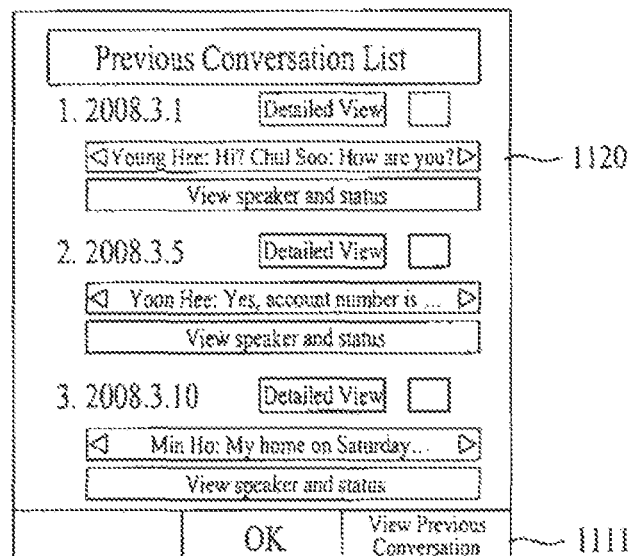 Previous Conversation List
1. 2008.3.1 Detailed View
◁ Young Hee: Hi? Chul Soo: How are you? ▷ 1120
View speaker and status
2. 2008.3.5 Detailed View
◁ Yoon Hee: Yes, account number is ... ▷
View speaker and status
3. 2008.3.10 Detailed View
◁ Min Ho: My home on Saturday... ▷
View speaker and status
OK View Previous Conversation 1111